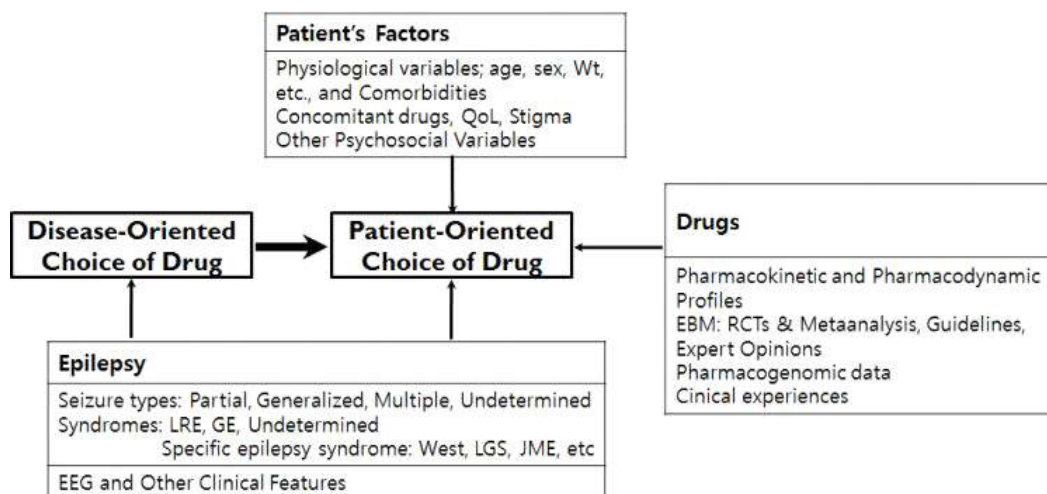 Patient's Factors
Physiological variables; age, sex, Wt,
etc., and Comorbidities
Concomitant drugs, QoL, Stigma
Other Psychosocial Variables
Disease-Oriented
Choice of Drug
Patient-Oriented
Choice of Drug
Drugs
Pharmacokinetic and Pharmacodynamic
Profiles
EBM: RCTs & Metaanalysis, Guidelines,
Expert Opinions
Pharmacogenomic data
Cinical experiences
Epilepsy
Seizure types: Partial, Generalized, Multiple, Undetermined
Syndromes: LRE, GE, Undetermined
Specific epilepsy syndrome: West, LGS, JME, etc
EEG and Other Clinical Features